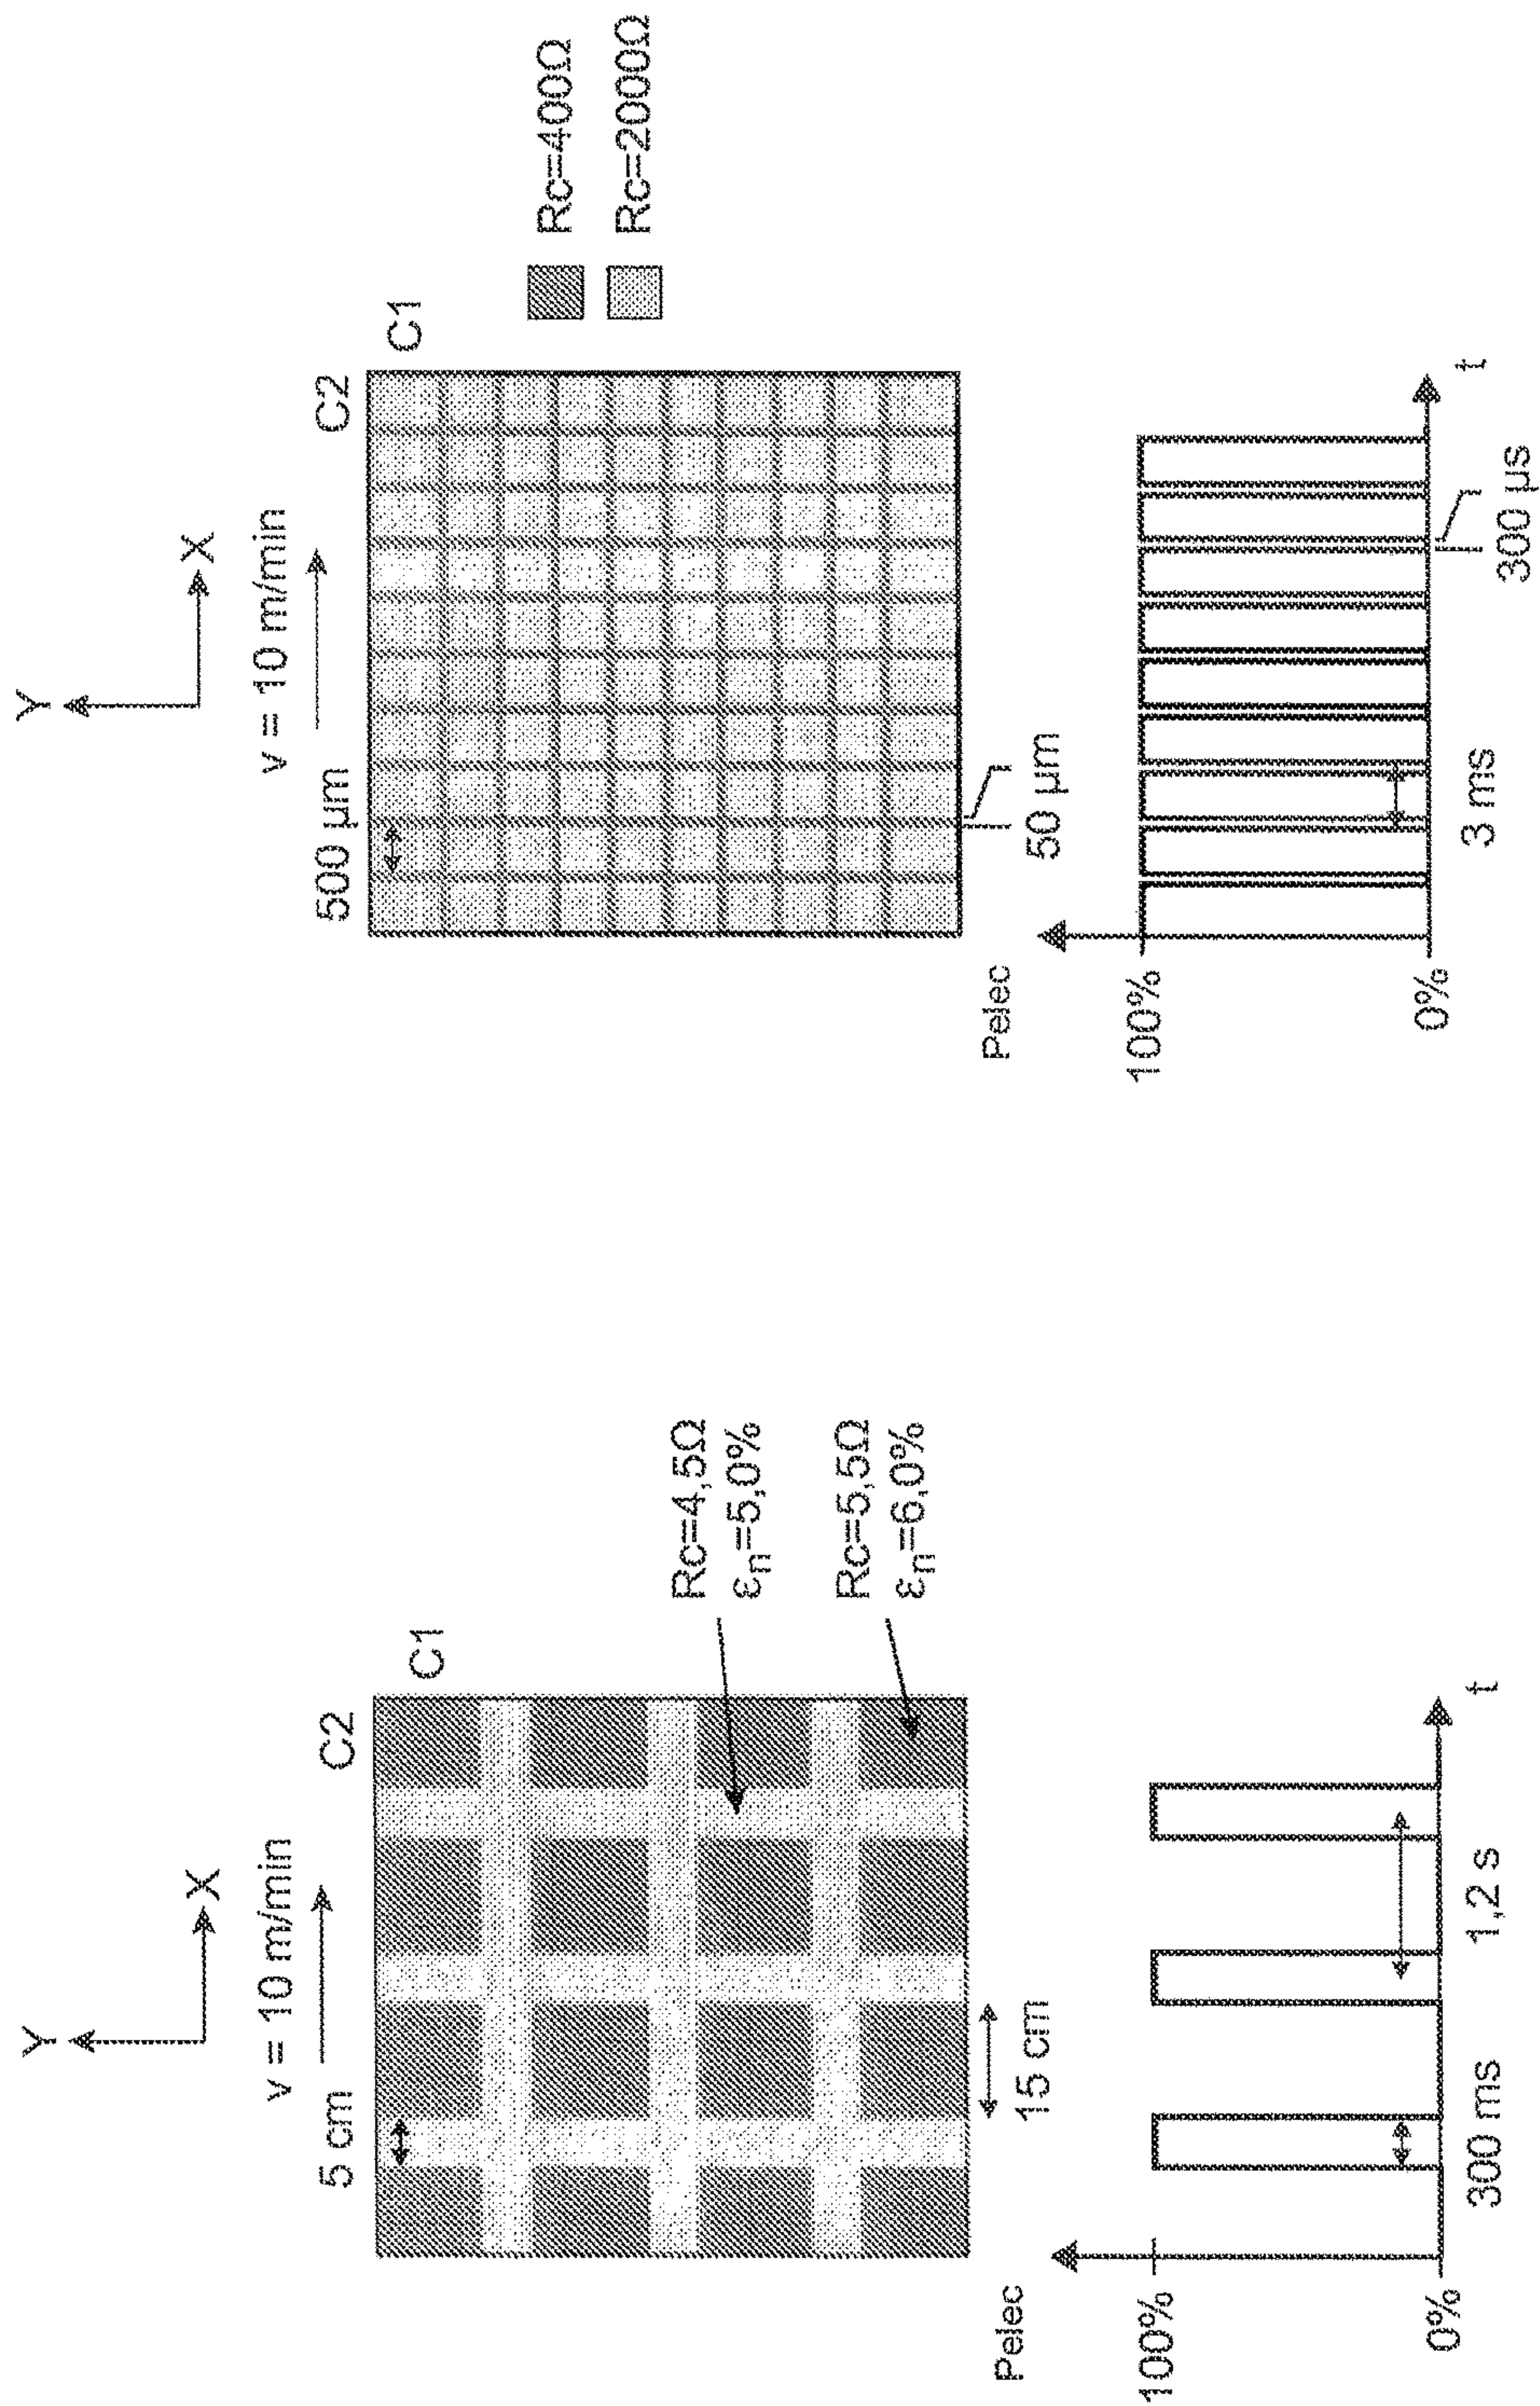 Y
X
v = 10 m/min
5 cm
C2
C1
Rc=4,5Ω
εn=5,0%
Rc=5,5Ω
εn=6,0%
15 cm
Pelec
100%
0%
300 ms
1,2 s
t
Y
X
v = 10 m/min
500 µm
C2
C1
Rc=400Ω
Rc=2000Ω
50 µm
Pelec
100%
0%
3 ms
300 µs
t